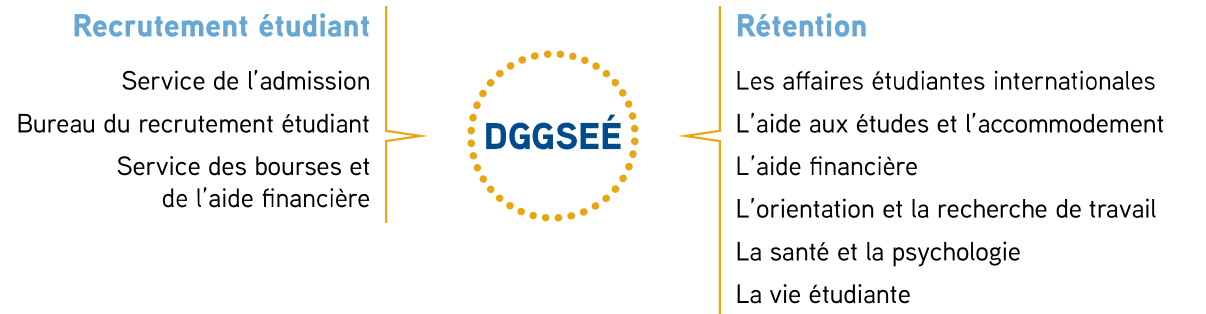 Recrutement étudiant
Service de l'admission
Bureau du recrutement étudiant
Service des bourses et
de l'aide financière
DGGSEÉ
Rétention
Les affaires étudiantes internationales
L'aide aux études et l'accommodement
L'aide financière
L'orientation et la recherche de travail
La santé et la psychologie
La vie étudiante